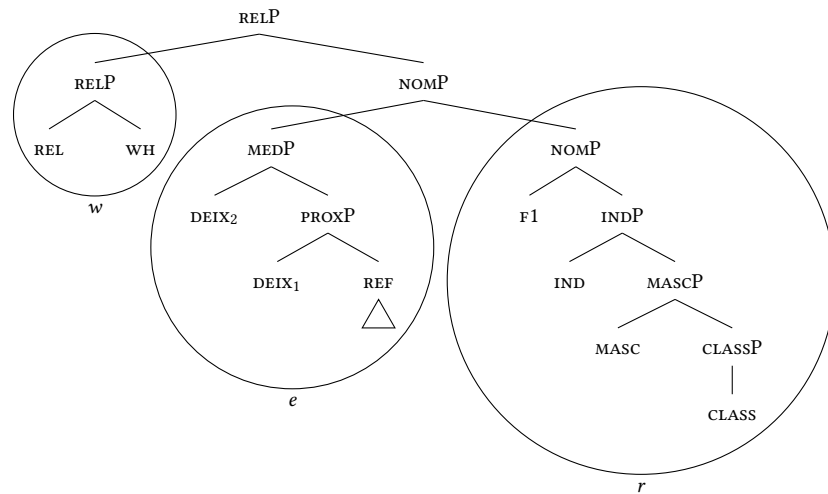 RELP
RELP NOMP
REL WH MEDP NOMP
w DEIX₂ PROXP F1 INDP
DEIX₁ REF IND MASCP
MASC CLASSP
e CLASS
r